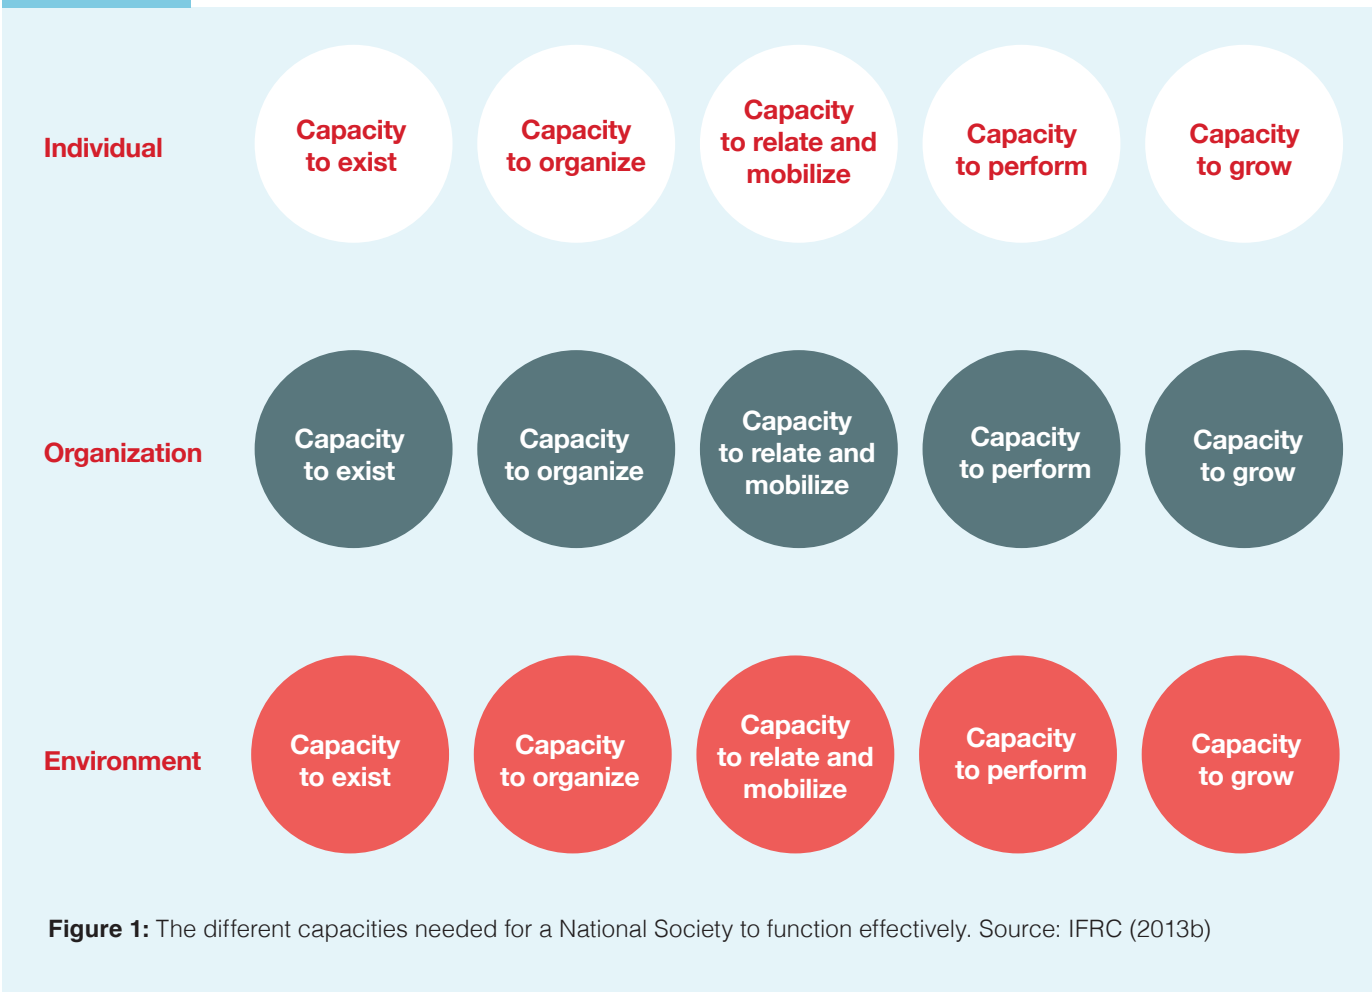 Individual
Capacity
to exist
Capacity
to organize
Capacity
to relate and
mobilize
Capacity
to perform
Capacity
to grow
Organization
Capacity
to exist
Capacity
to organize
Capacity
to relate and
mobilize
Capacity
to perform
Capacity
to grow
Environment
Capacity
to exist
Capacity
to organize
Capacity
to relate and
mobilize
Capacity
to perform
Capacity
to grow
Figure 1: The different capacities needed for a National Society to function effectively. Source: IFRC (2013b)